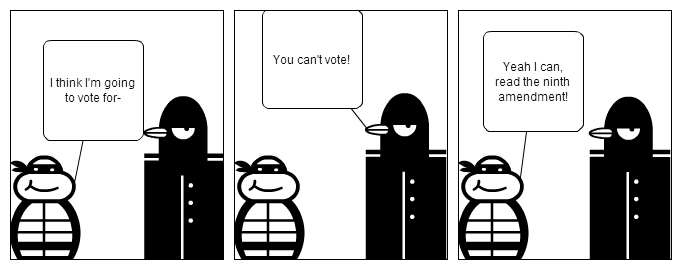 I think I'm going
to vote for-
You can't vote!
Yeah I can,
read the ninth
amendment!